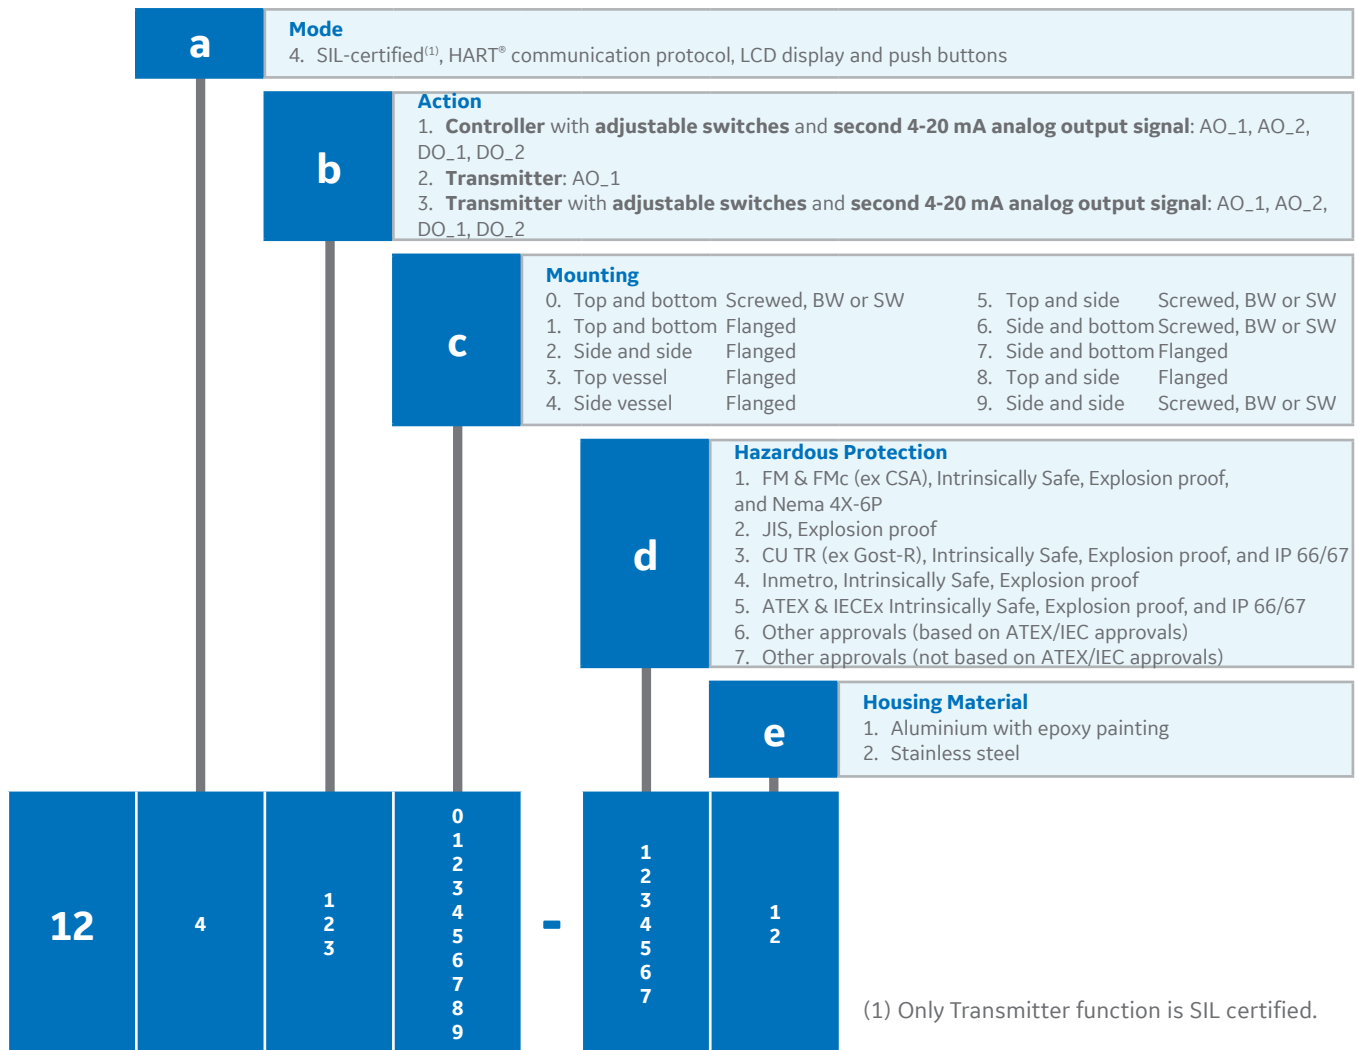 a
Mode
4. SIL-certified(1), HART® communication protocol, LCD display and push buttons
b
Action
1. Controller with adjustable switches and second 4-20 mA analog output signal: AO_1, AO_2,
DO_1, DO_2
2. Transmitter: AO_1
3. Transmitter with adjustable switches and second 4-20 mA analog output signal: AO_1, AO_2,
DO_1, DO_2
c
Mounting
0. Top and bottom Screwed, BW or SW
1. Top and bottom Flanged
2. Side and side Flanged
3. Top vessel Flanged
4. Side vessel Flanged
5. Top and side Screwed, BW or SW
6. Side and bottom Screwed, BW or SW
7. Side and bottom Flanged
8. Top and side Flanged
9. Side and side Screwed, BW or SW
d
Hazardous Protection
1. FM & FMc (ex CSA), Intrinsically Safe, Explosion proof,
and Nema 4X-6P
2. JIS, Explosion proof
3. CU TR (ex Gost-R), Intrinsically Safe, Explosion proof, and IP 66/67
4. Inmetro, Intrinsically Safe, Explosion proof
5. ATEX & IECEx Intrinsically Safe, Explosion proof, and IP 66/67
6. Other approvals (based on ATEX/IEC approvals)
7. Other approvals (not based on ATEX/IEC approvals)
e
Housing Material
1. Aluminium with epoxy painting
2. Stainless steel
12
4
1
2
3
0
1
2
3
4
5
6
7
8
9
-
1
2
3
4
5
6
7
1
2
(1) Only Transmitter function is SIL certified.